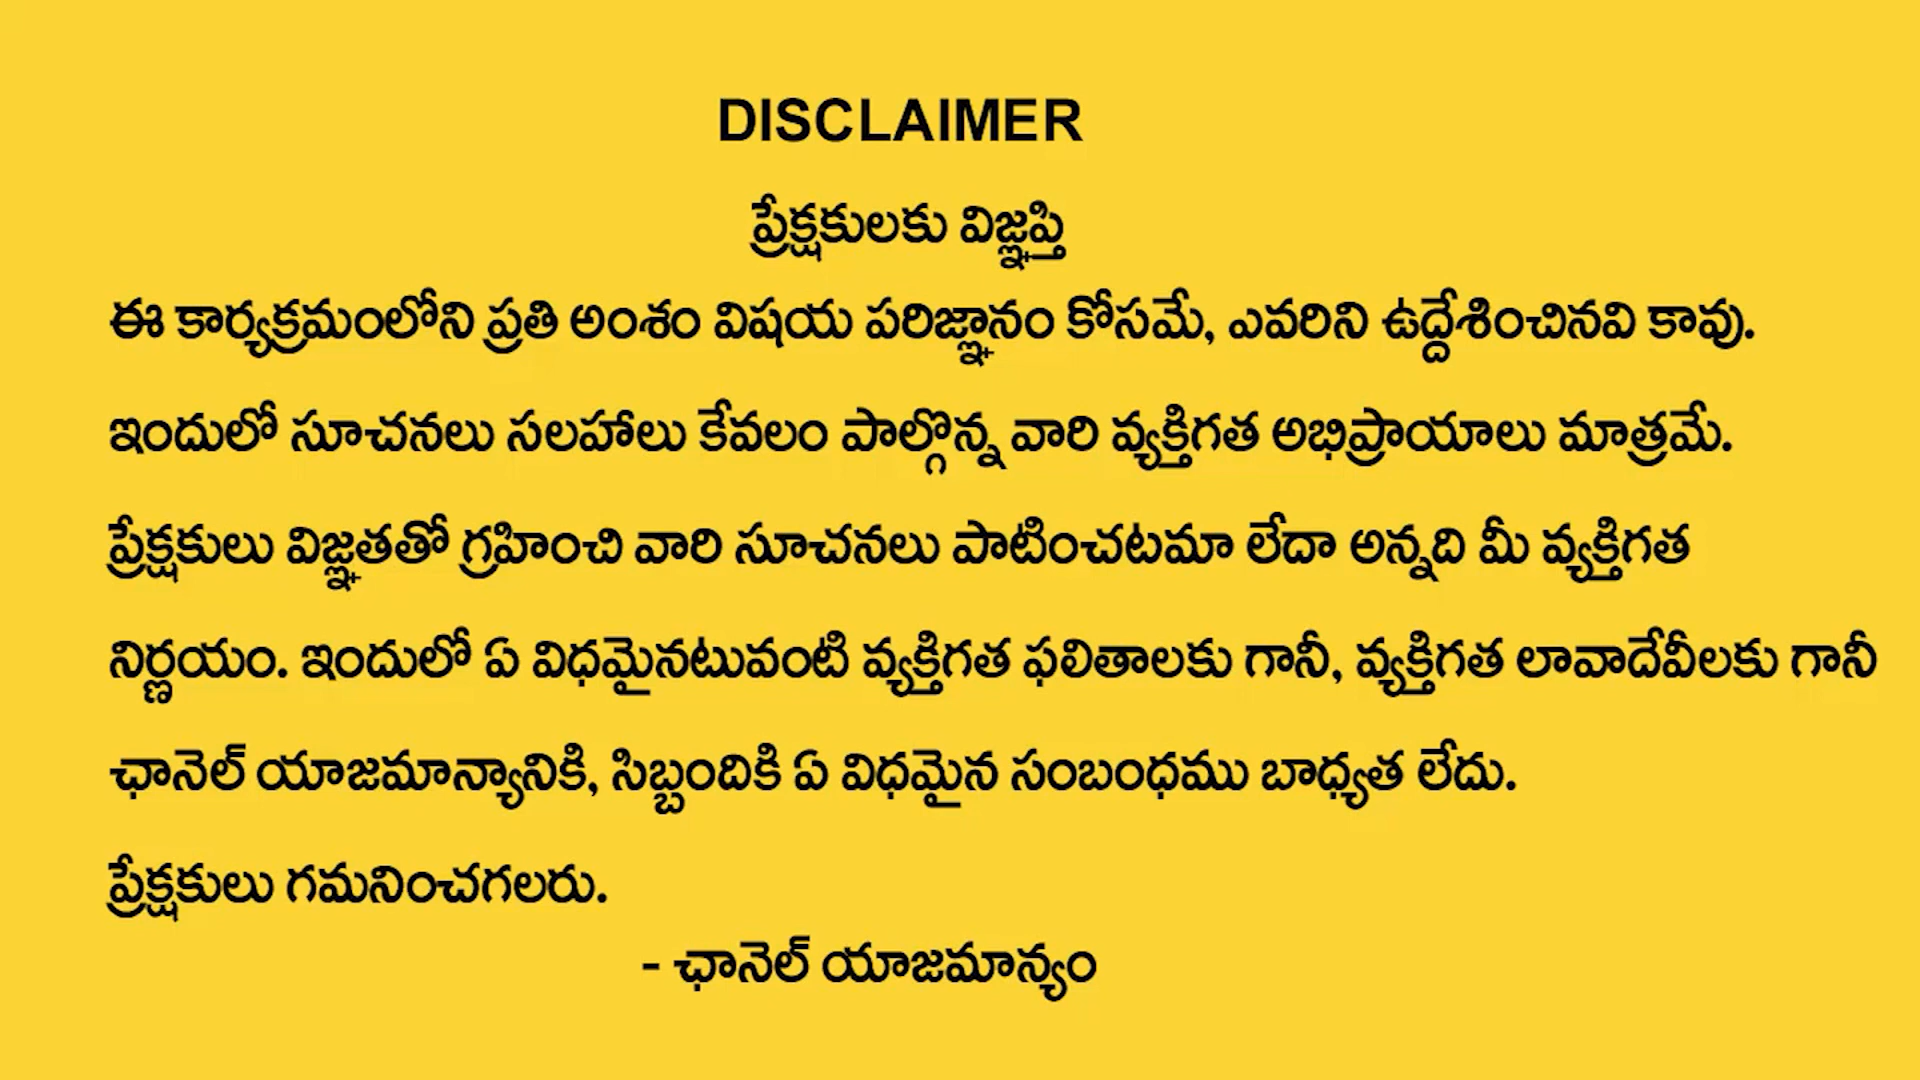 DISCLAIMER
ప్రేక్షకులకు విజ్ఞప్తి
ఈ కార్యక్రమంలోని ప్రతి అంశం విషయ పరిజ్ఞానం కోసమే, ఎవరిని ఉద్దేశించినవి కావు.
ఇందులో సూచనలు సలహాలు కేవలం పాల్గొన్న వారి వ్యక్తిగత అభిప్రాయాలు మాత్రమే.
ప్రేక్షకులు విజ్ఞతతో గ్రహించి వారి సూచనలు పాటించటమా లేదా అన్నది మీ వ్యక్తిగత
నిర్ణయం. ఇందులో ఏ విధమైనటువంటి వ్యక్తిగత ఫలితాలకు గానీ, వ్యక్తిగత లావాదేవీలకు గానీ
ఛానెల్ యాజమాన్యానికి, సిబ్బందికి ఏ విధమైన సంబంధము బాధ్యత లేదు.
ప్రేక్షకులు గమనించగలరు.
- ఛానెల్ యాజమాన్యం